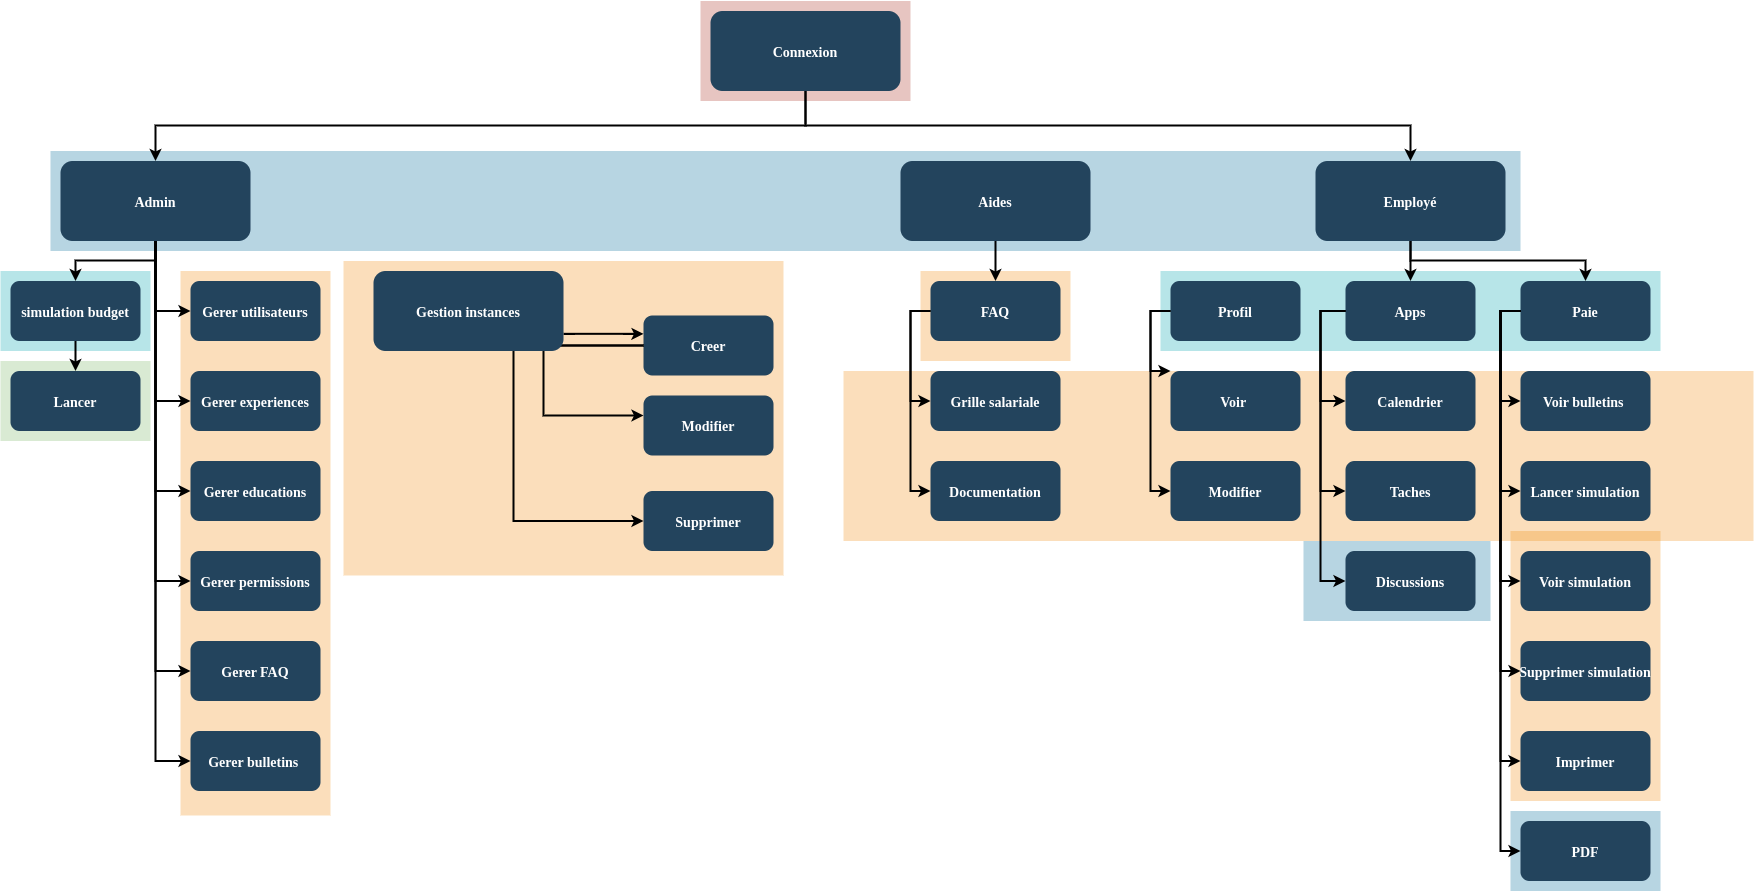 Connexion
Admin
Aides
Employé
simulation budget
Gerer utilisateurs
Gestion instances
Creer
FAQ
Profil
Apps
Paie
Lancer
Gerer experiences
Modifier
Grille salariale
Voir
Calendrier
Voir bulletins
Gerer educations
Supprimer
Documentation
Modifier
Taches
Lancer simulation
Gerer permissions
Discussions
Voir simulation
Gerer FAQ
Supprimer simulation
Gerer bulletins
Imprimer
PDF